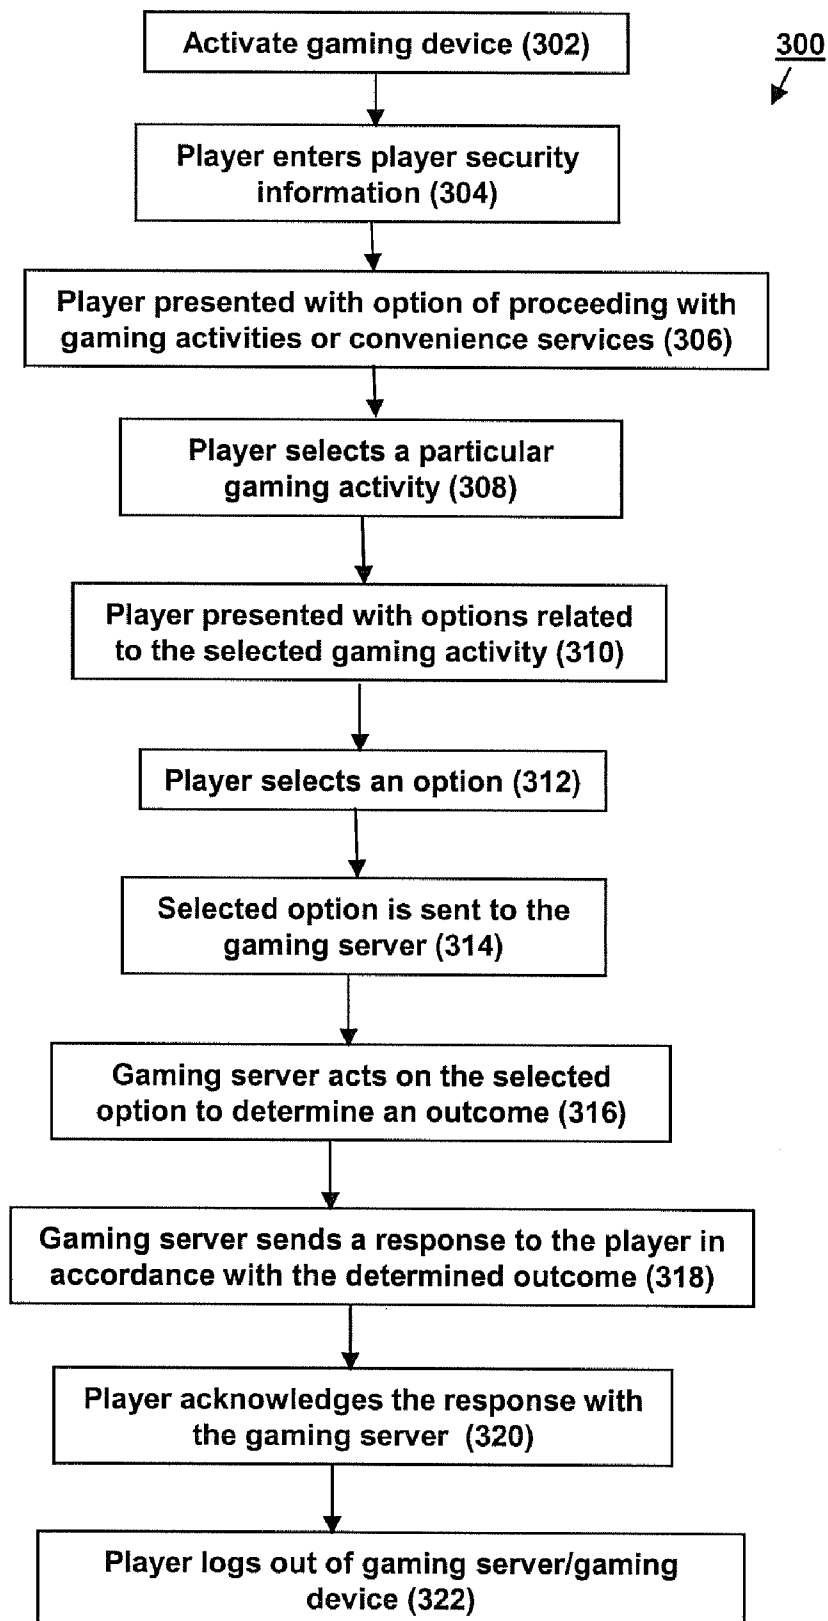 Activate gaming device (302)
300
Player enters player security
information (304)
Player presented with option of proceeding with
gaming activities or convenience services (306)
Player selects a particular
gaming activity (308)
Player presented with options related
to the selected gaming activity (310)
Player selects an option (312)
Selected option is sent to the
gaming server (314)
Gaming server acts on the selected
option to determine an outcome (316)
Gaming server sends a response to the player in
accordance with the determined outcome (318)
Player acknowledges the response with
the gaming server (320)
Player logs out of gaming server/gaming
device (322)